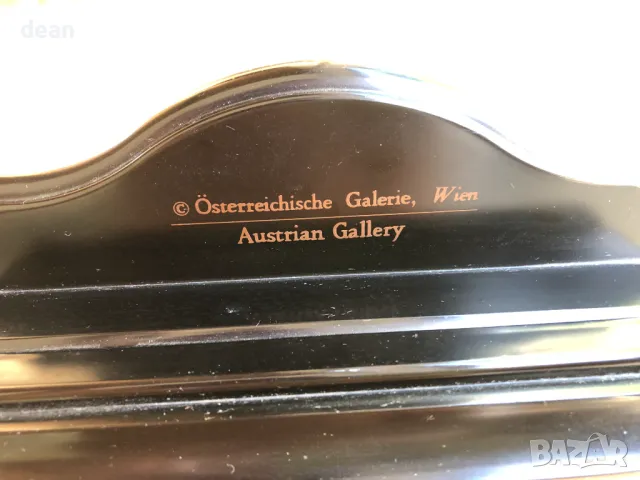 dean
© Österreichische Galerie, Wien
Austrian Gallery
BAZAR